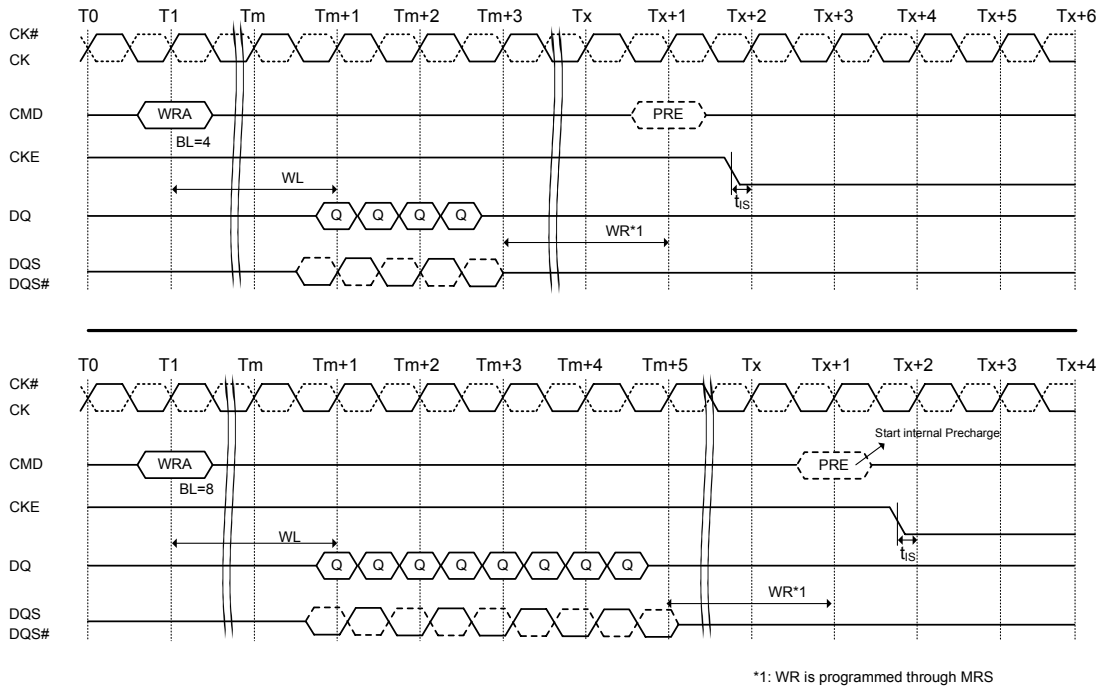 T0 T1 Tm Tm+1 Tm+2 Tm+3 Tx Tx+1 Tx+2 Tx+3 Tx+4 Tx+5 Tx+6
CK#
CK
CMD WRA PRE
BL=4
CKE
WL
tIS
DQ Q Q Q Q
WR*1
DQS
DQS#
T0 T1 Tm Tm+1 Tm+2 Tm+3 Tm+4 Tm+5 Tx Tx+1 Tx+2 Tx+3 Tx+4
CK#
CK
Start internal Precharge
CMD WRA PRE
BL=8
CKE
WL
tIS
DQ Q Q Q Q Q Q Q Q
WR*1
DQS
DQS#
*1: WR is programmed through MRS